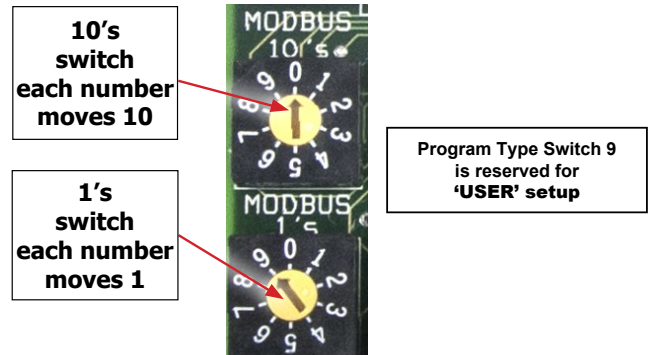 10's
switch
each number
moves 10
MODBUS
10's
0
1
2
3
4
5
6
7
8
9
1's
switch
each number
moves 1
MODBUS
1's
0
1
2
3
4
5
6
7
8
9
Program Type Switch 9
is reserved for
‘USER’ setup